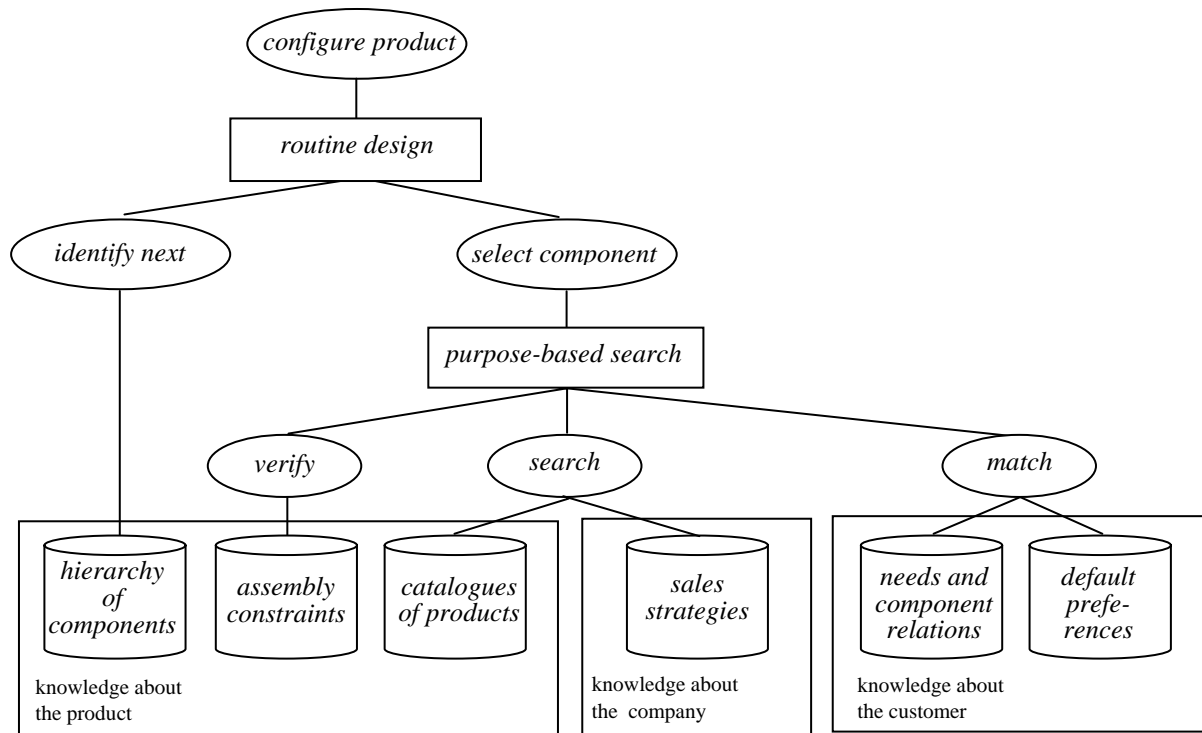 configure product
routine design
identify next
select component
purpose-based search
verify
search
match
hierarchy
of
components
assembly
constraints
catalogues
of products
sales
strategies
needs and
component
relations
default
prefe-
rences
knowledge about
the product
knowledge about
the company
knowledge about
the customer